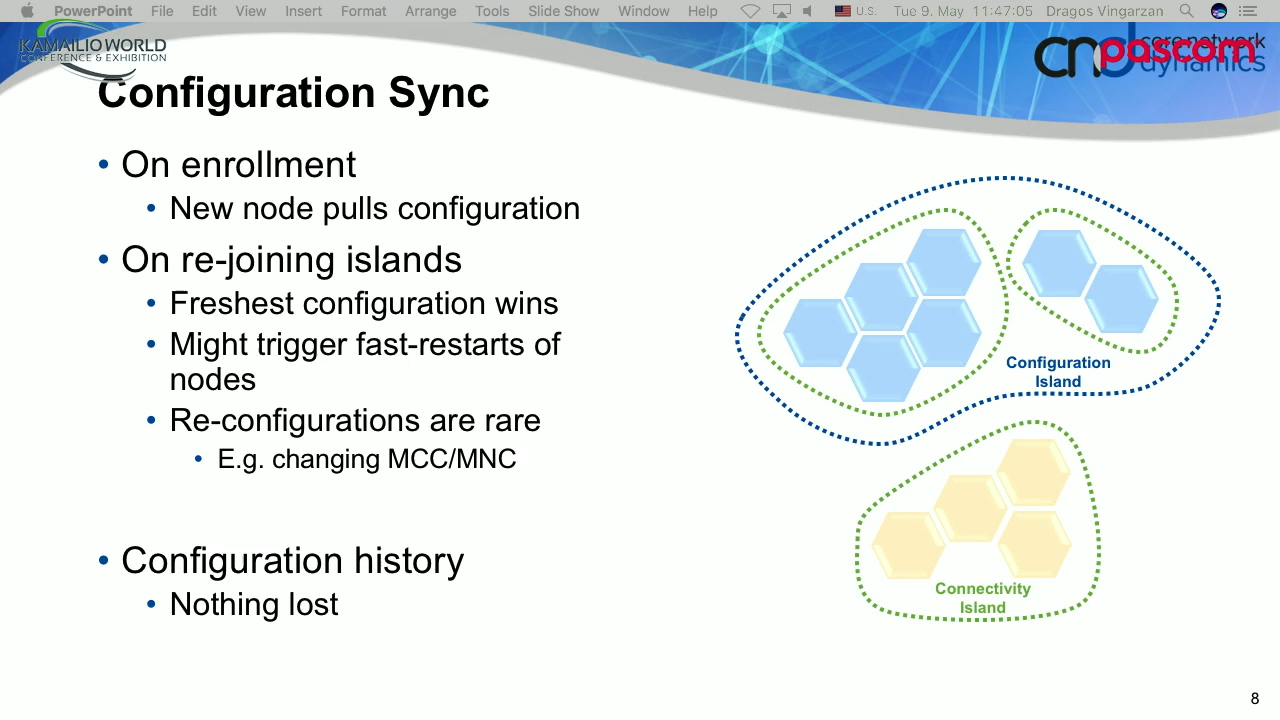 PowerPoint File Edit View Insert Format Arrange Tools Slide Show Window Help U.S. Tue 9. May 11:47:05 Dragos Vingarzan
KAMAILIO WORLD
CONFERENCE & EXHIBITION
core network
dynamics
cnd
pascom
Configuration Sync
• On enrollment
• New node pulls configuration
• On re-joining islands
• Freshest configuration wins
• Might trigger fast-restarts of
nodes
• Re-configurations are rare
• E.g. changing MCC/MNC
• Configuration history
• Nothing lost
Configuration
Island
Connectivity
Island
8